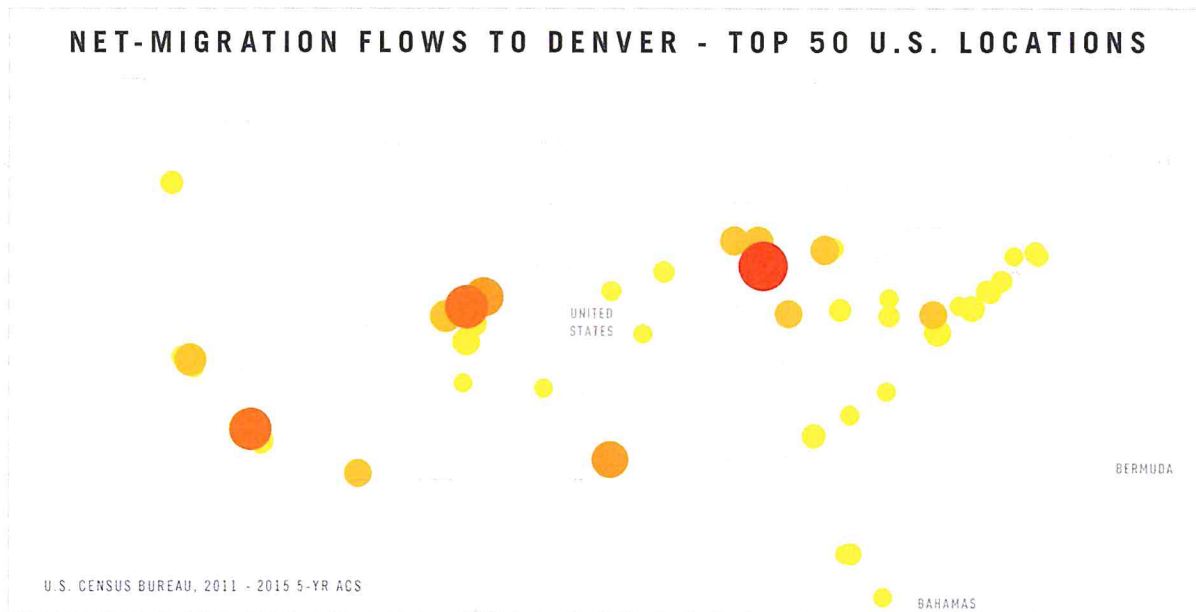 NET-MIGRATION FLOWS TO DENVER - TOP 50 U.S. LOCATIONS
UNITED
STATES
BERMUDA
U.S. CENSUS BUREAU, 2011 - 2015 5-YR ACS
BAHAMAS